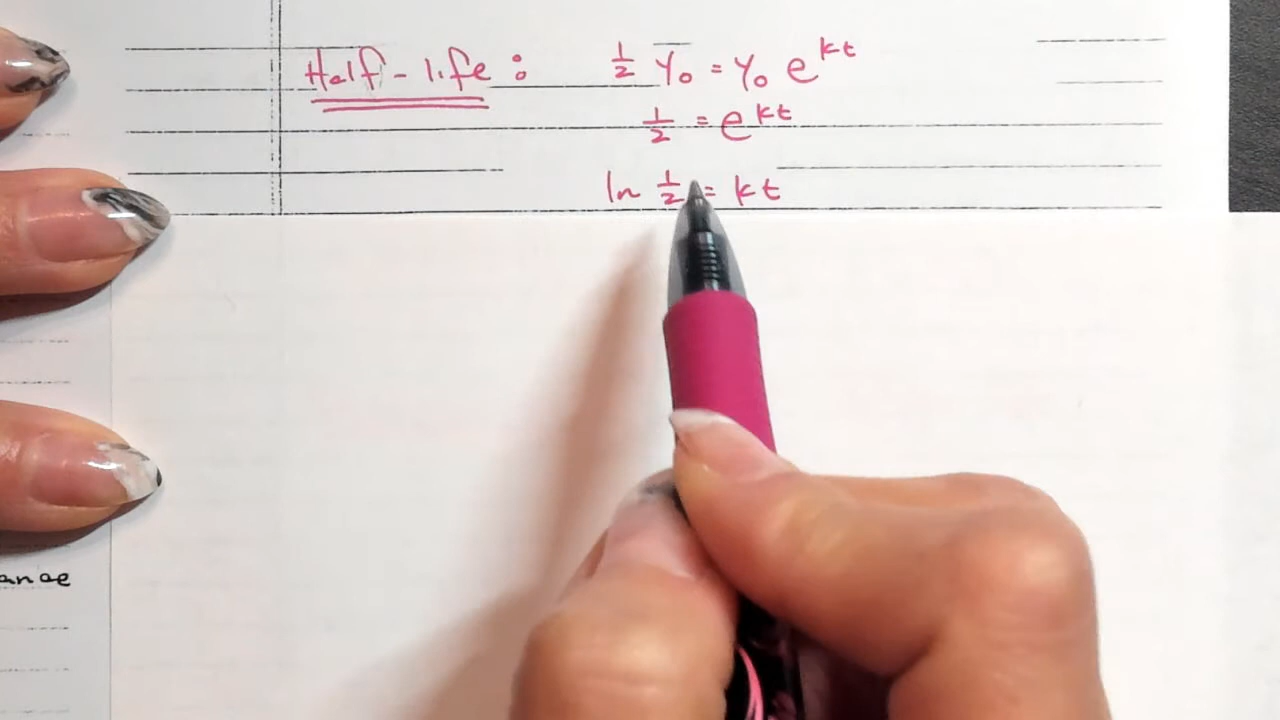 Half-life: ½ y₀ = y₀ e^kt
½ = e^kt
ln ½ = kt